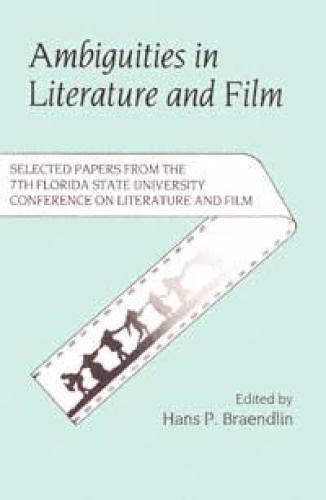 Ambiguities in
Literature and Film
SELECTED PAPERS FROM THE
7TH FLORIDA STATE UNIVERSITY
CONFERENCE ON LITERATURE AND FILM
Edited by
Hans P. Braendlin